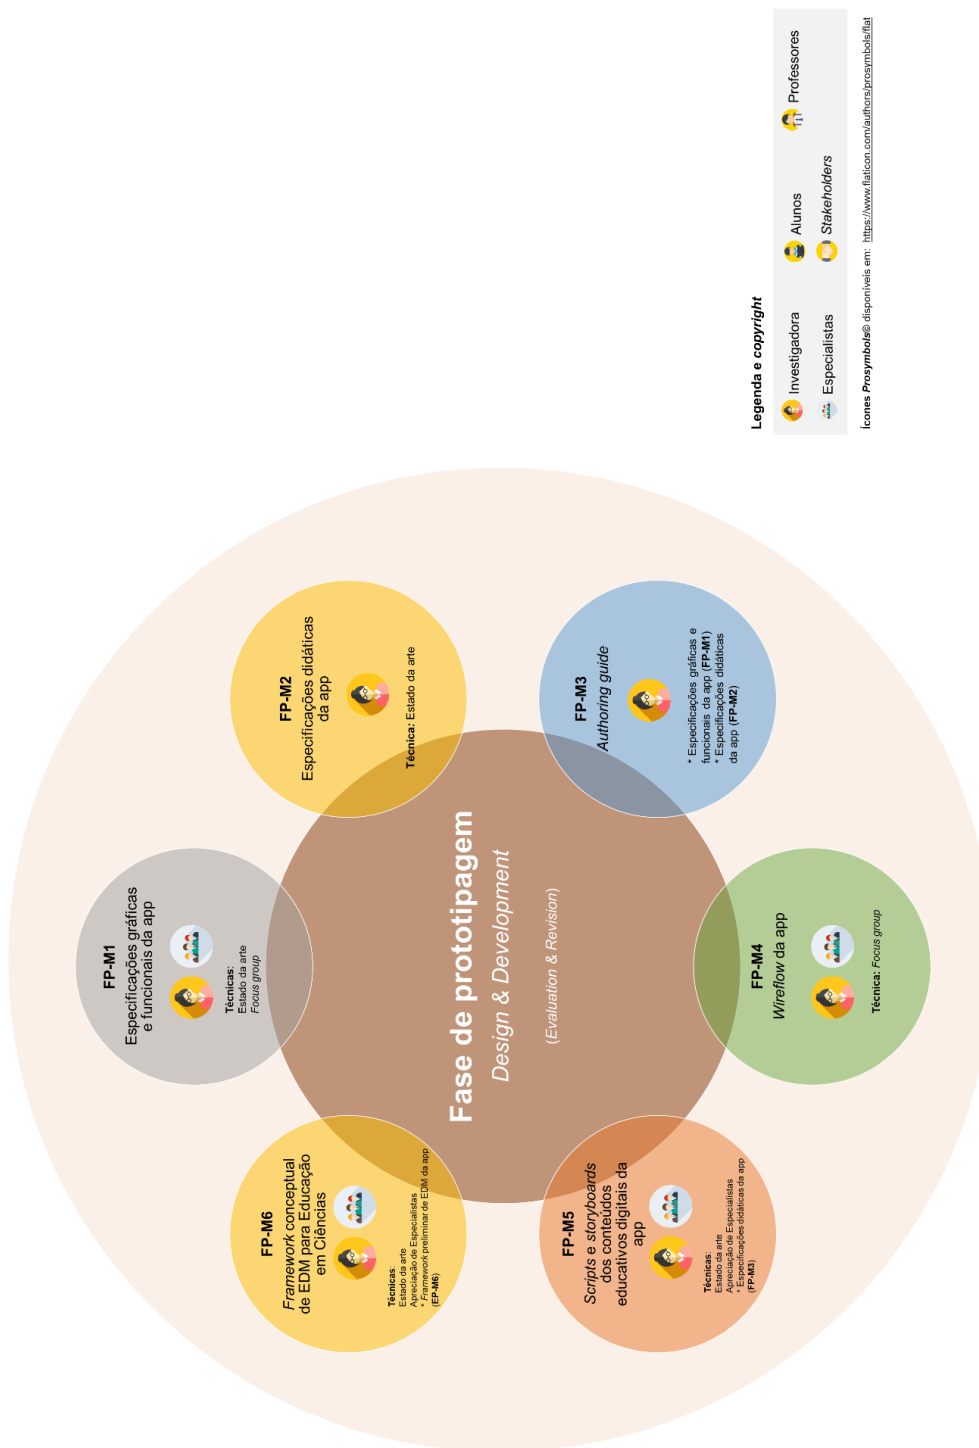 Fase de prototipagem
Design & Development
(Evaluation & Revision)
FP-M1
Especificações gráficas
e funcionais da app
Técnicas:
Estado da arte
Focus group
FP-M2
Especificações didáticas
da app
Técnica: Estado da arte
FP-M3
Authoring guide
* Especificações gráficas e
funcionais da app (FP-M1)
* Especificações didáticas
da app (FP-M2)
FP-M4
Wireflow da app
Técnica: Focus group
FP-M5
Scripts e storyboards
dos conteúdos
educativos digitais da
app
Técnicas:
Estado da arte
Apreciação de Especialistas
* Especificações didáticas da app
(FP-M3)
FP-M6
Framework conceptual
de EDM para Educação
em Ciências
Técnicas:
Estado da arte
Apreciação de Especialistas
* Framework preliminar de EDM da app
(EP-M6)
Legenda e copyright
Investigadora
Alunos
Professores
Especialistas
Stakeholders
Ícones Prosymbols© disponíveis em: https://www.flaticon.com/authors/prosymbols/flat